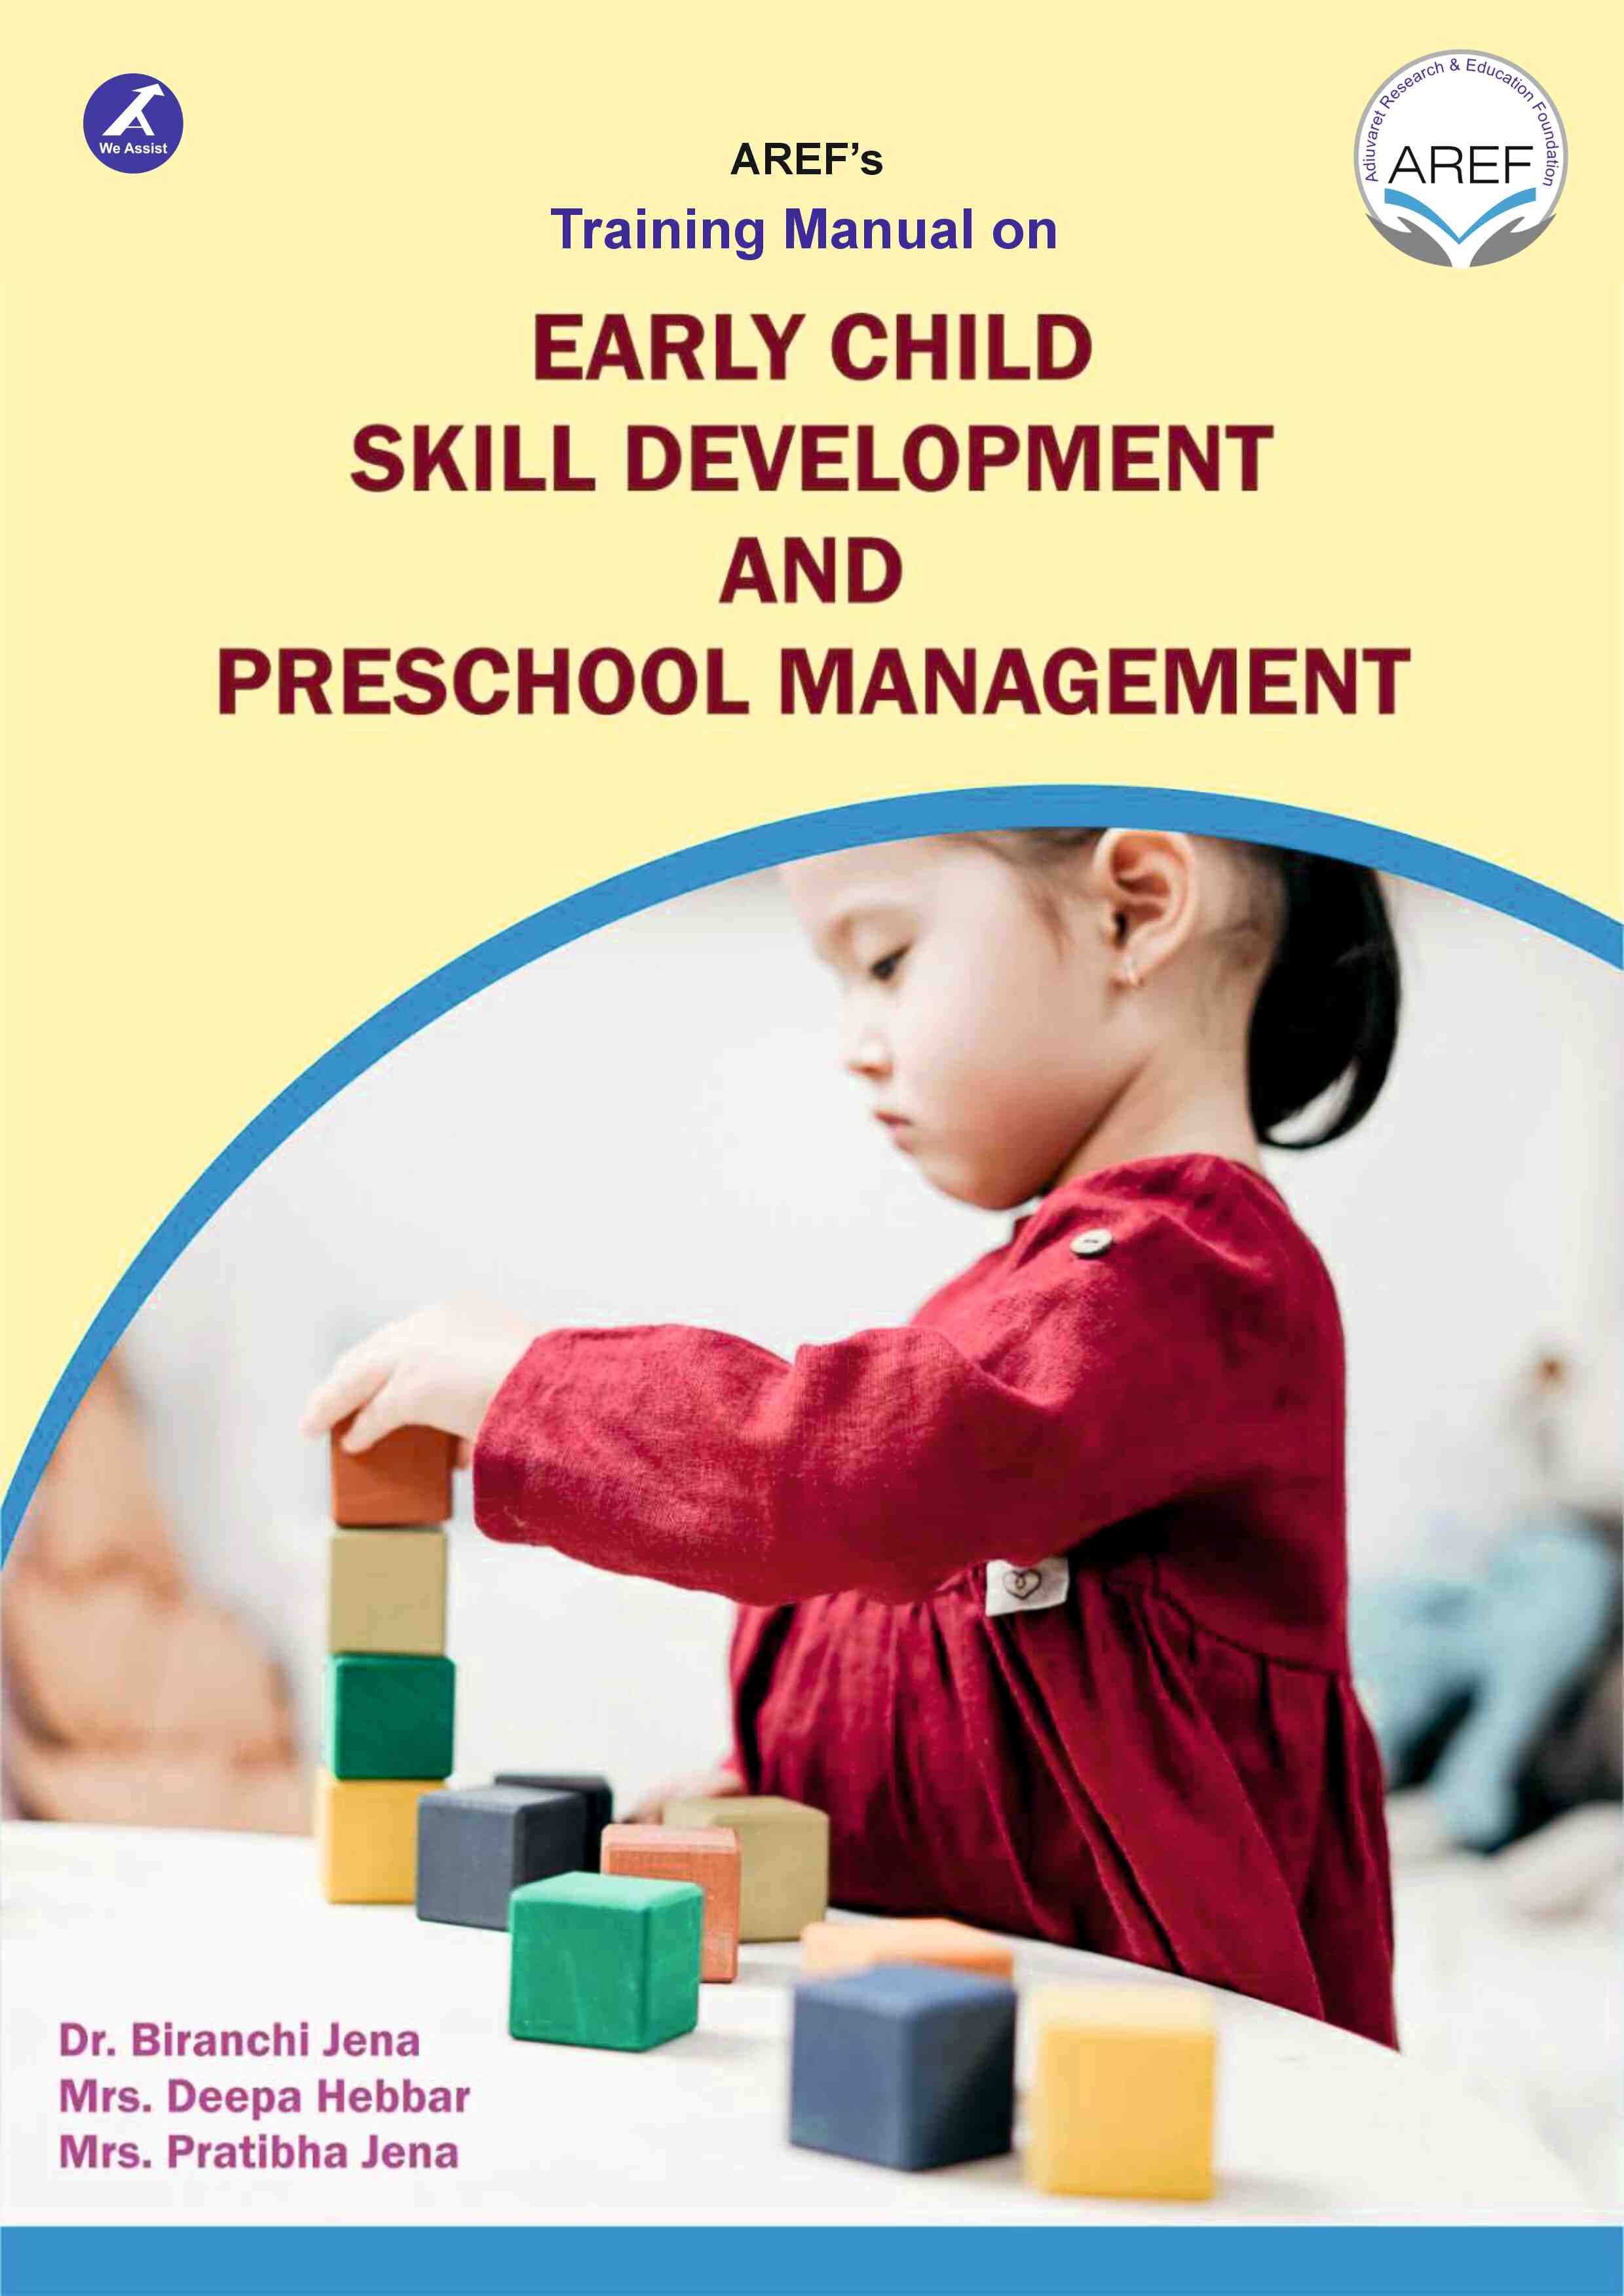 We Assist
Adiuvaret Research & Education Foundation
AREF
AREF’s
Training Manual on
EARLY CHILD
SKILL DEVELOPMENT
AND
PRESCHOOL MANAGEMENT
Dr. Biranchi Jena
Mrs. Deepa Hebbar
Mrs. Pratibha Jena